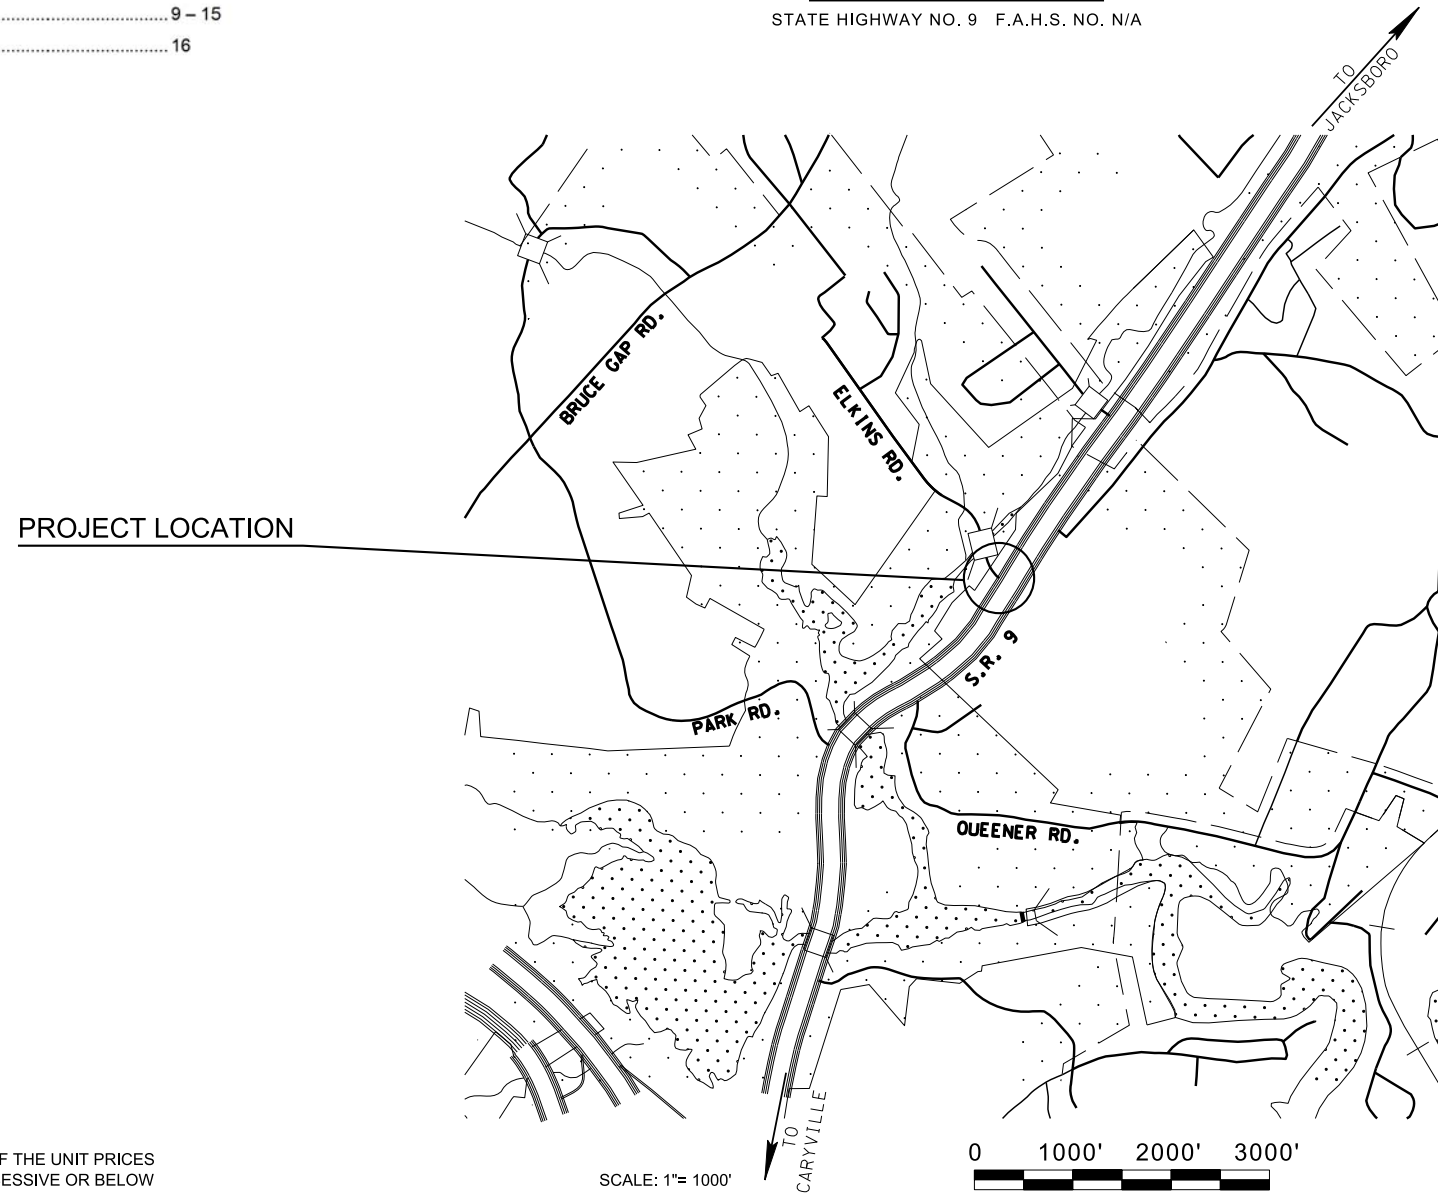 9 – 15
16
STATE HIGHWAY NO. 9 F.A.H.S. NO. N/A
TO
JACKSBORO
BRUCE GAP RD.
ELKINS RD.
PROJECT LOCATION
S.R. 9
PARK RD.
QUEENER RD.
TO
CARYVILLE
F THE UNIT PRICES
ESSIVE OR BELOW
SCALE: 1"= 1000'
0 1000' 2000' 3000'